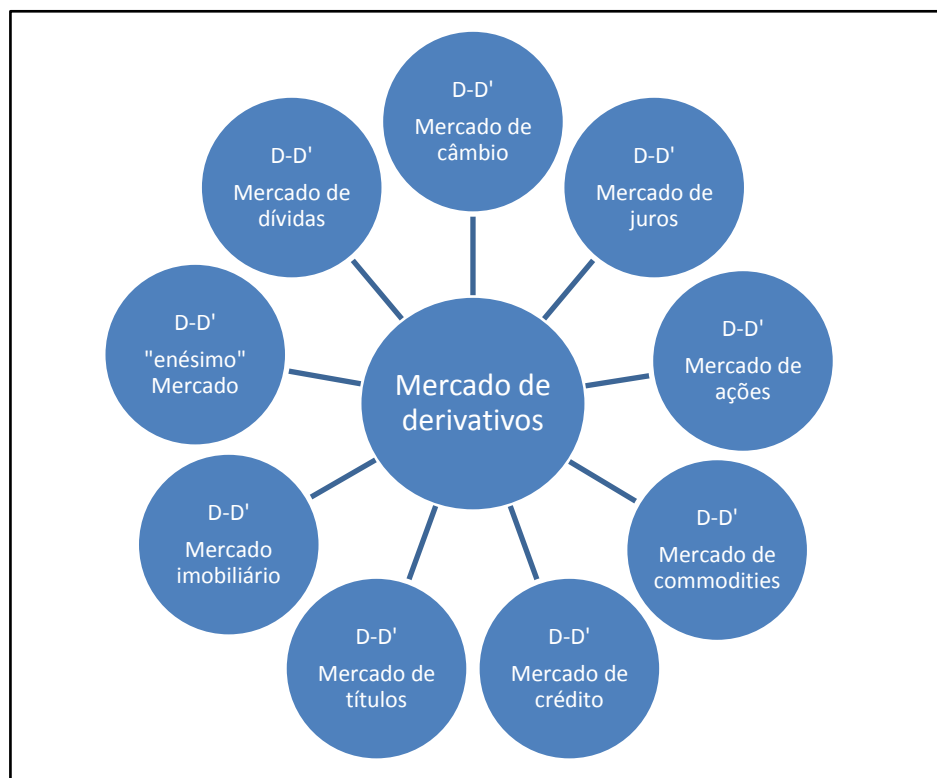 D-D'
Mercado de
câmbio
D-D'
Mercado de
juros
D-D'
Mercado de
ações
D-D'
Mercado de
commodities
D-D'
Mercado de
crédito
D-D'
Mercado de
títulos
D-D'
Mercado
imobiliário
D-D'
"enésimo"
Mercado
D-D'
Mercado de
dívidas
Mercado de
derivativos